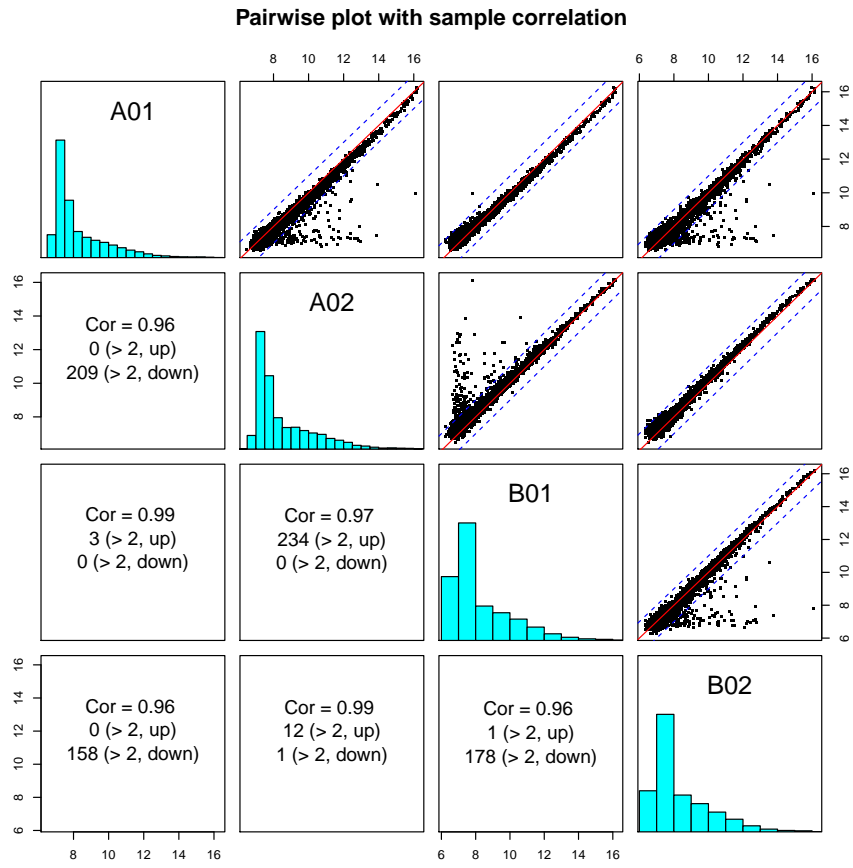 Pairwise plot with sample correlation
8 10 12 14 16
6 8 10 12 14 16
A01
8 10 12 14 16
8 10 12 14 16
A02
Cor = 0.96
0 (> 2, up)
209 (> 2, down)
B01
Cor = 0.99
3 (> 2, up)
0 (> 2, down)
Cor = 0.97
234 (> 2, up)
0 (> 2, down)
6 8 10 12 14 16
6 8 10 12 14 16
B02
Cor = 0.96
0 (> 2, up)
158 (> 2, down)
Cor = 0.99
12 (> 2, up)
1 (> 2, down)
Cor = 0.96
1 (> 2, up)
178 (> 2, down)
8 10 12 14 16
6 8 10 12 14 16